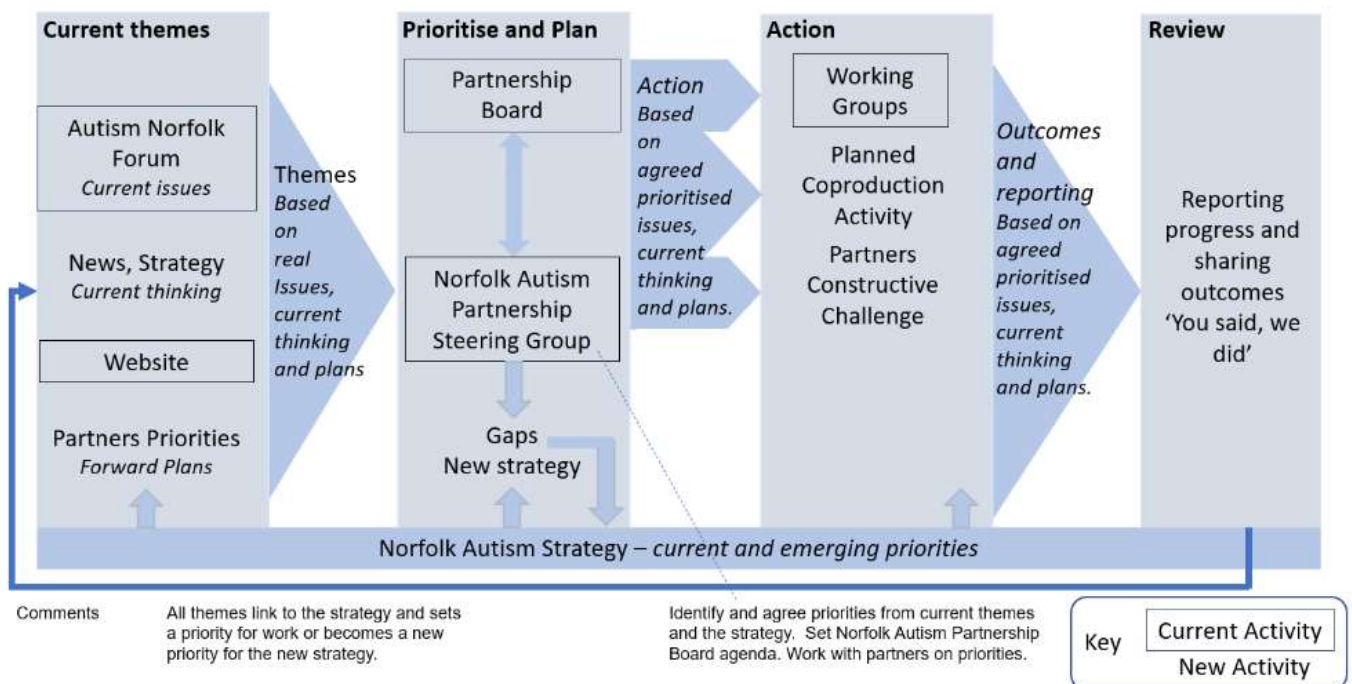 Current themes
Autism Norfolk
Forum
Current issues
News, Strategy
Current thinking
Website
Partners Priorities
Forward Plans
Themes
Based
on
real
Issues,
current
thinking
and plans
Prioritise and Plan
Partnership
Board
Norfolk Autism
Partnership
Steering Group
Gaps
New strategy
Action
Based
on
agreed
prioritised
issues,
current
thinking
and plans.
Action
Working
Groups
Planned
Coproduction
Activity
Partners
Constructive
Challenge
Outcomes
and
reporting
Based on
agreed
prioritised
issues,
current
thinking
and plans.
Review
Reporting
progress and
sharing
outcomes
‘You said, we
did’
Norfolk Autism Strategy – current and emerging priorities
Comments
All themes link to the strategy and sets
a priority for work or becomes a new
priority for the new strategy.
Identify and agree priorities from current themes
and the strategy. Set Norfolk Autism Partnership
Board agenda. Work with partners on priorities.
Key
Current Activity
New Activity